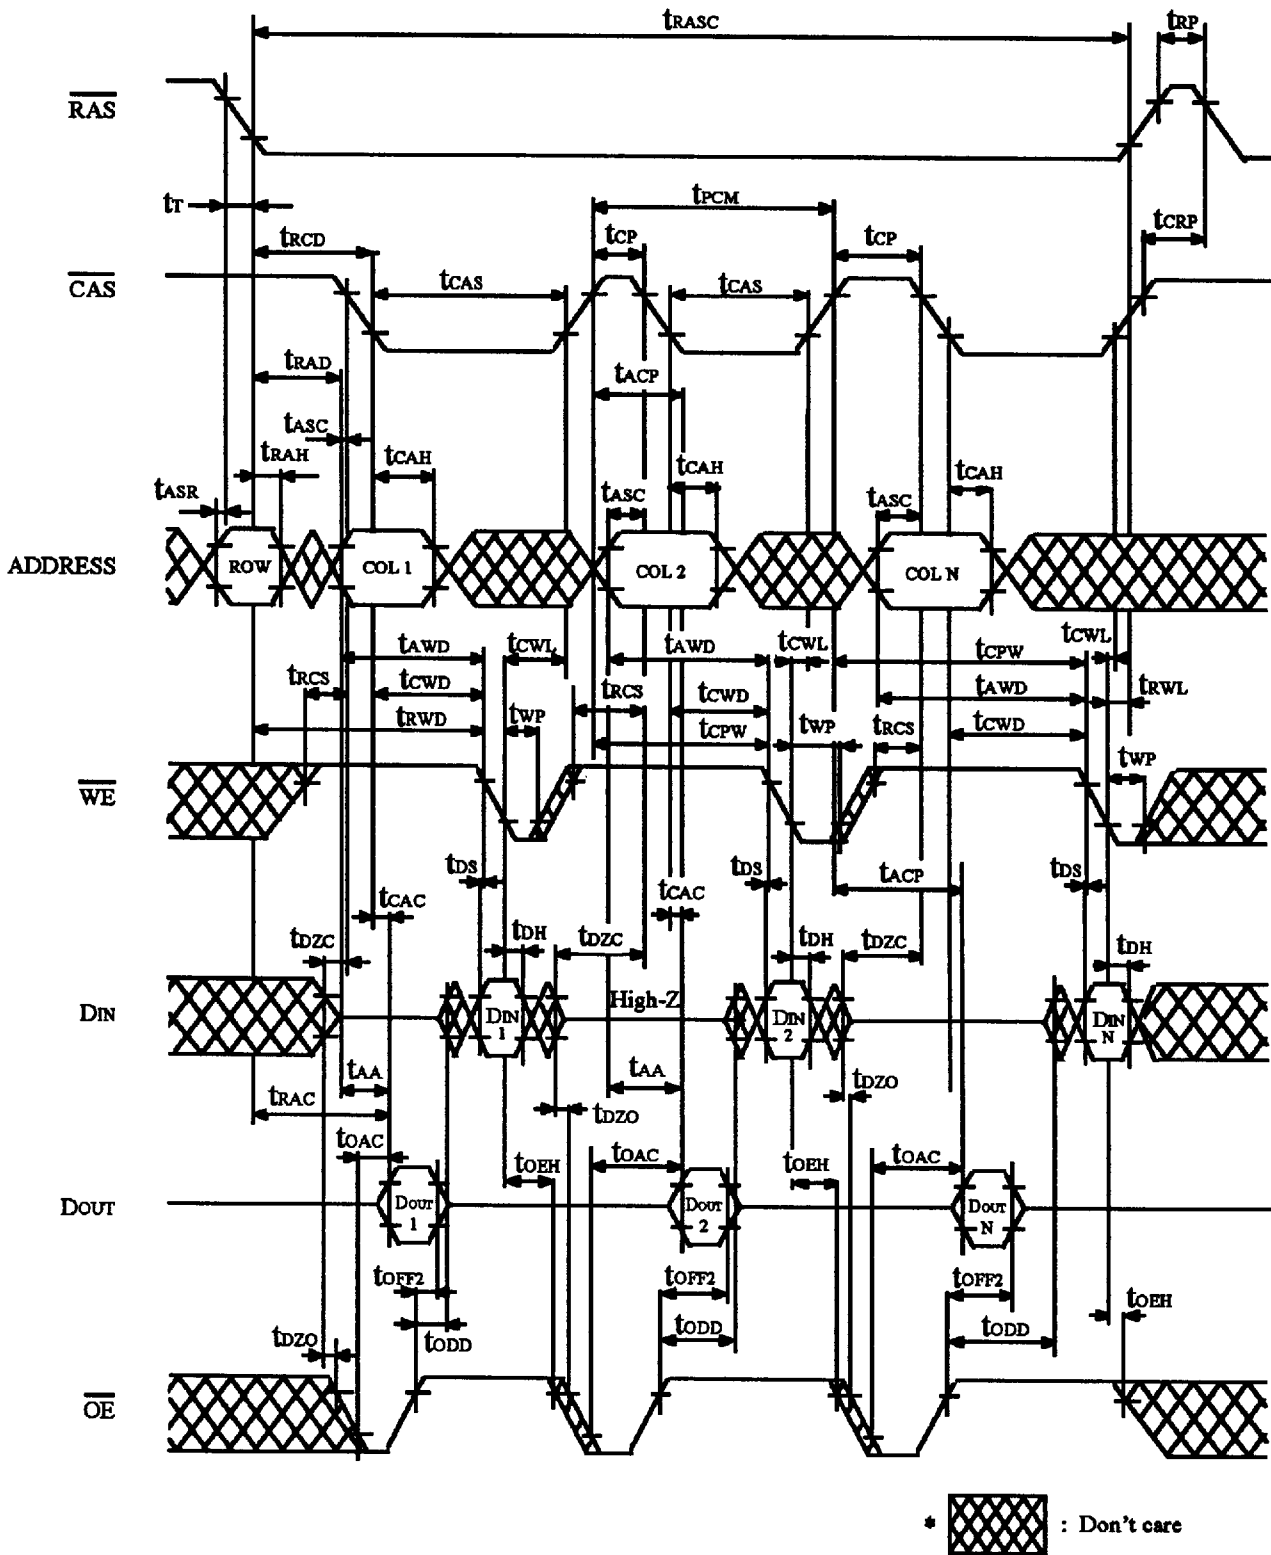 tRASC
tRP
RAS
tT
tPCM
tRCD
tCP
tCP
tCRP
CAS
tCAS
tCAS
tRAD
tACP
tASC
tRAH
tCAH
tCAH
tCAH
tASR
tASC
tASC
ADDRESS
ROW
COL 1
COL 2
COL N
tAWD
tCWL
tAWD
tCWL
tCPW
tCWL
tRCS
tCWD
tRCS
tCWD
tAWD
tRWL
tRWD
tWP
tCPW
tWP
tRCS
tCWD
tWP
WE
tDS
tCAC
tCAC
tDS
tACP
tDS
tDZC
tDH
tDZC
tDH
tDZC
tDH
DIN
DIN 1
High-Z
DIN 2
DIN N
tAA
tAA
tRAC
tDZO
tDZO
tOAC
tOEH
tOAC
tOEH
tOAC
DOUT
DOUT 1
DOUT 2
DOUT N
tOFF2
tOFF2
tOFF2
tOEH
tDZO
tODD
tODD
tODD
OE
* : Don't care